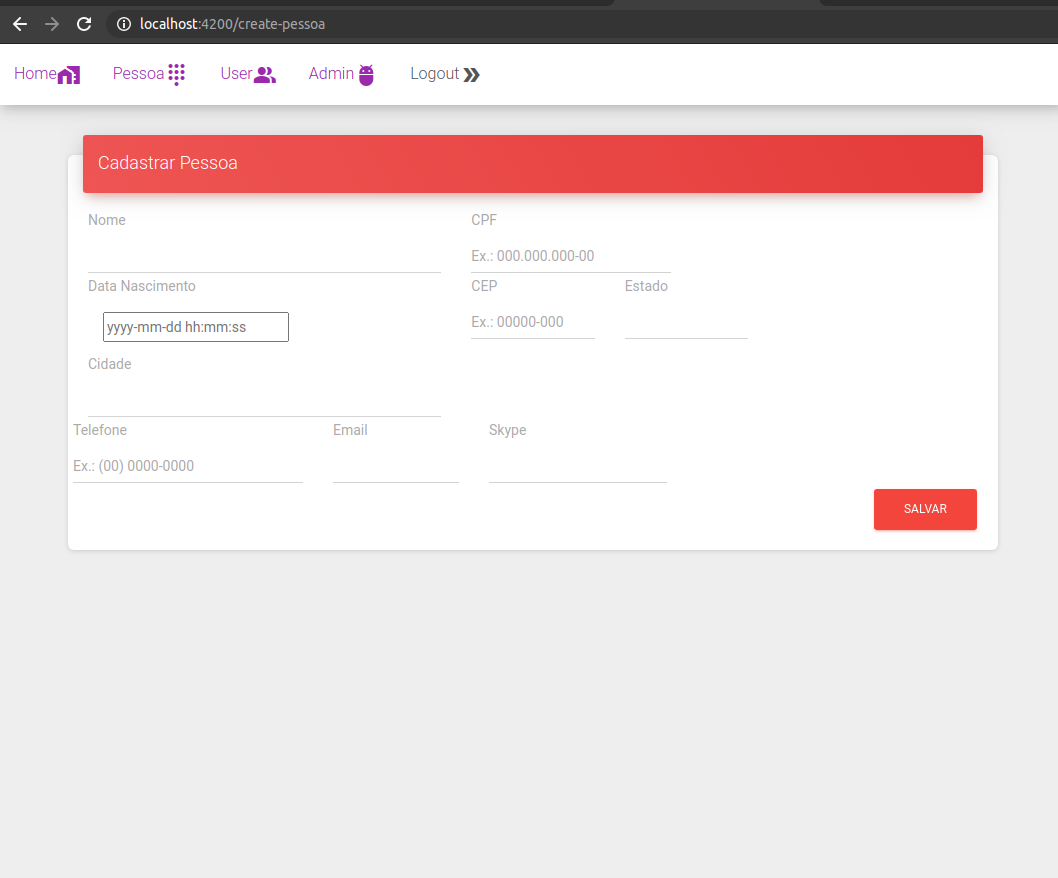 localhost:4200/create-pessoa
Home Pessoa User Admin Logout
Cadastrar Pessoa
Nome CPF
Ex.: 000.000.000-00
Data Nascimento CEP Estado
yyyy-mm-dd hh:mm:ss Ex.: 00000-000
Cidade
Telefone Email Skype
Ex.: (00) 0000-0000
SALVAR